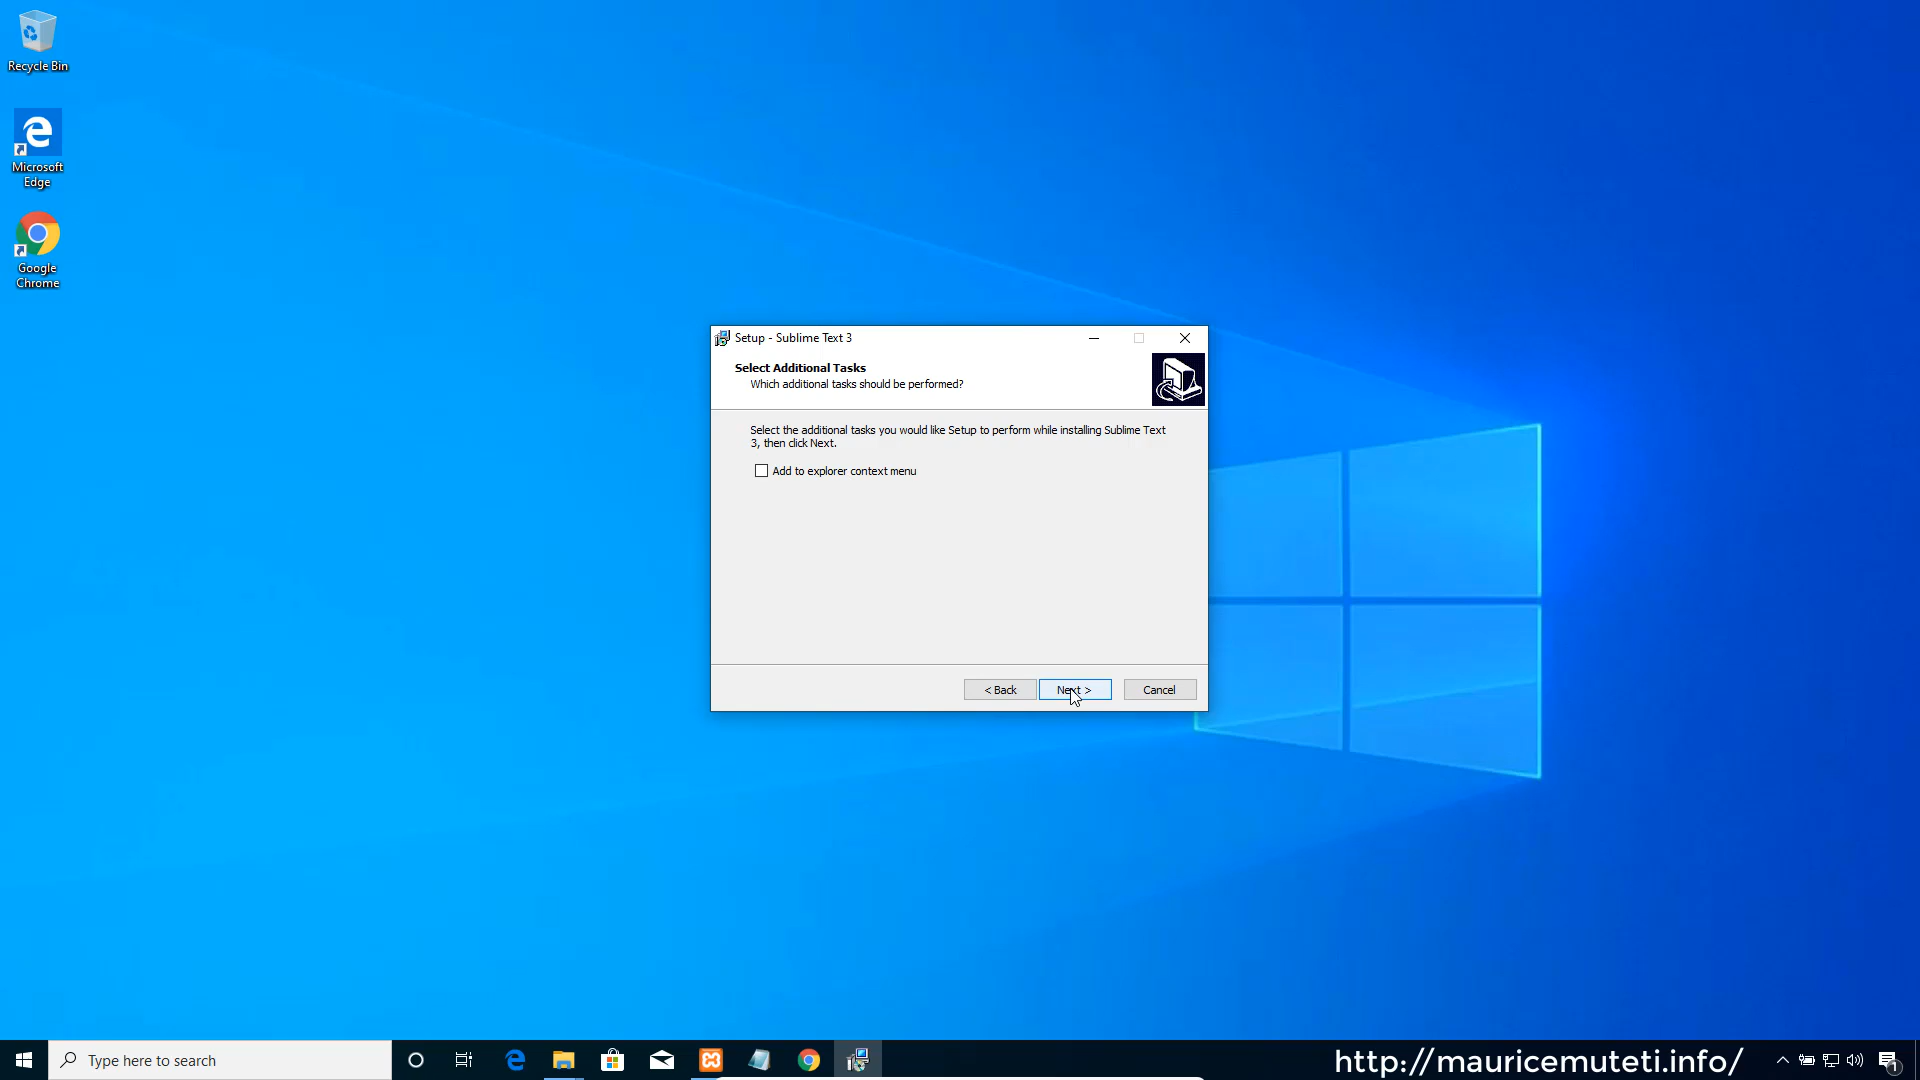 Recycle Bin
Microsoft
Edge
Google
Chrome
Setup - Sublime Text 3
Select Additional Tasks
Which additional tasks should be performed?
Select the additional tasks you would like Setup to perform while installing Sublime Text
3, then click Next.
Add to explorer context menu
< Back
Next >
Cancel
Type here to search
http://mauricemuteti.info/
1